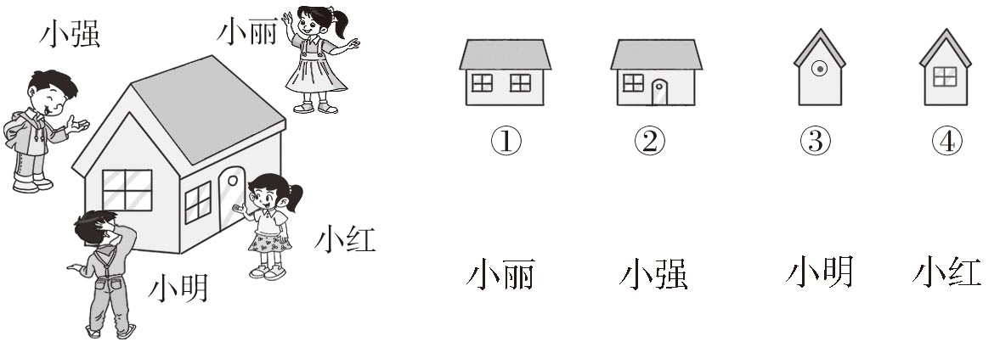 小强
小丽
小红
小明
① ② ③ ④
小丽 小强 小明 小红